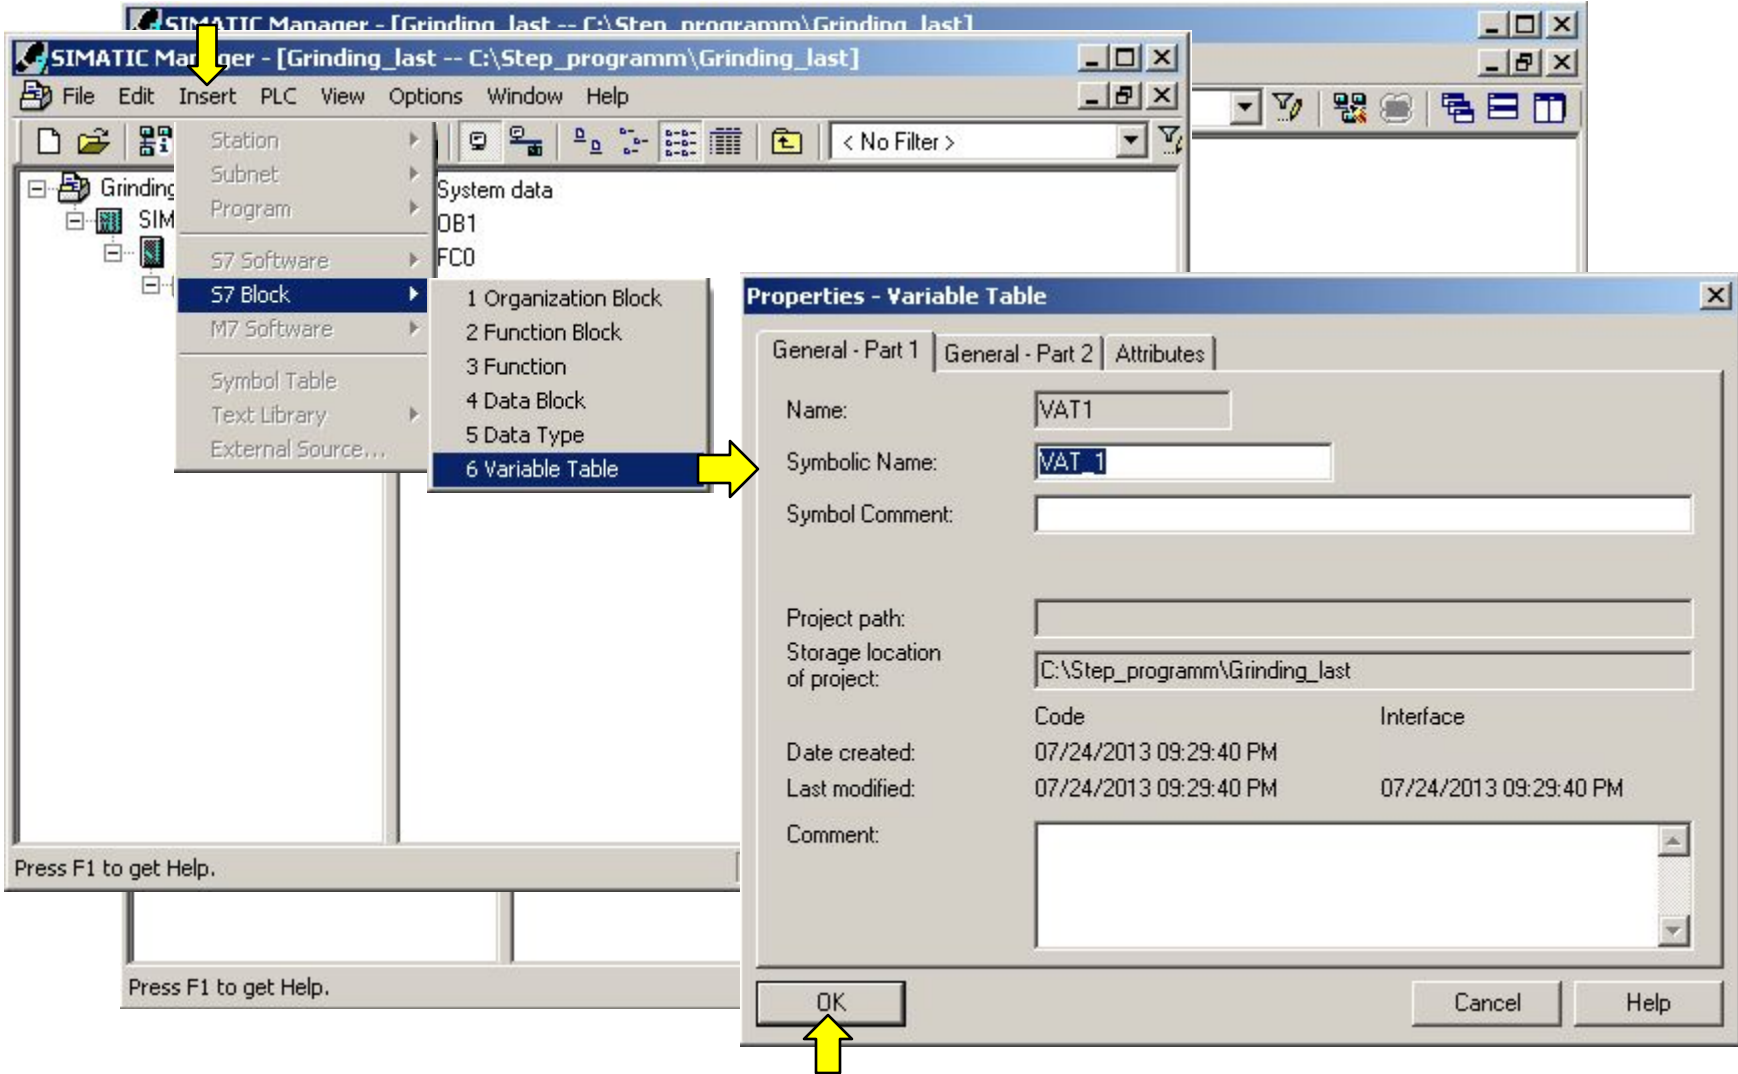 SIMATIC Manager - [Grinding_last -- C:\Step_programm\Grinding_last]
SIMATIC Manager - [Grinding_last -- C:\Step_programm\Grinding_last]
File Edit Insert PLC View Options Window Help
< No Filter >
Station
Subnet
Program
S7 Software
S7 Block
M7 Software
Symbol Table
Text Library
External Source...
Grinding
SIM
System data
OB1
FC0
1 Organization Block
2 Function Block
3 Function
4 Data Block
5 Data Type
6 Variable Table
Press F1 to get Help.
Press F1 to get Help.
Properties - Variable Table
General - Part 1 General - Part 2 Attributes
Name: VAT1
Symbolic Name: VAT_1
Symbol Comment:
Project path:
Storage location
of project: C:\Step_programm\Grinding_last
Code Interface
Date created: 07/24/2013 09:29:40 PM
Last modified: 07/24/2013 09:29:40 PM 07/24/2013 09:29:40 PM
Comment:
OK Cancel Help